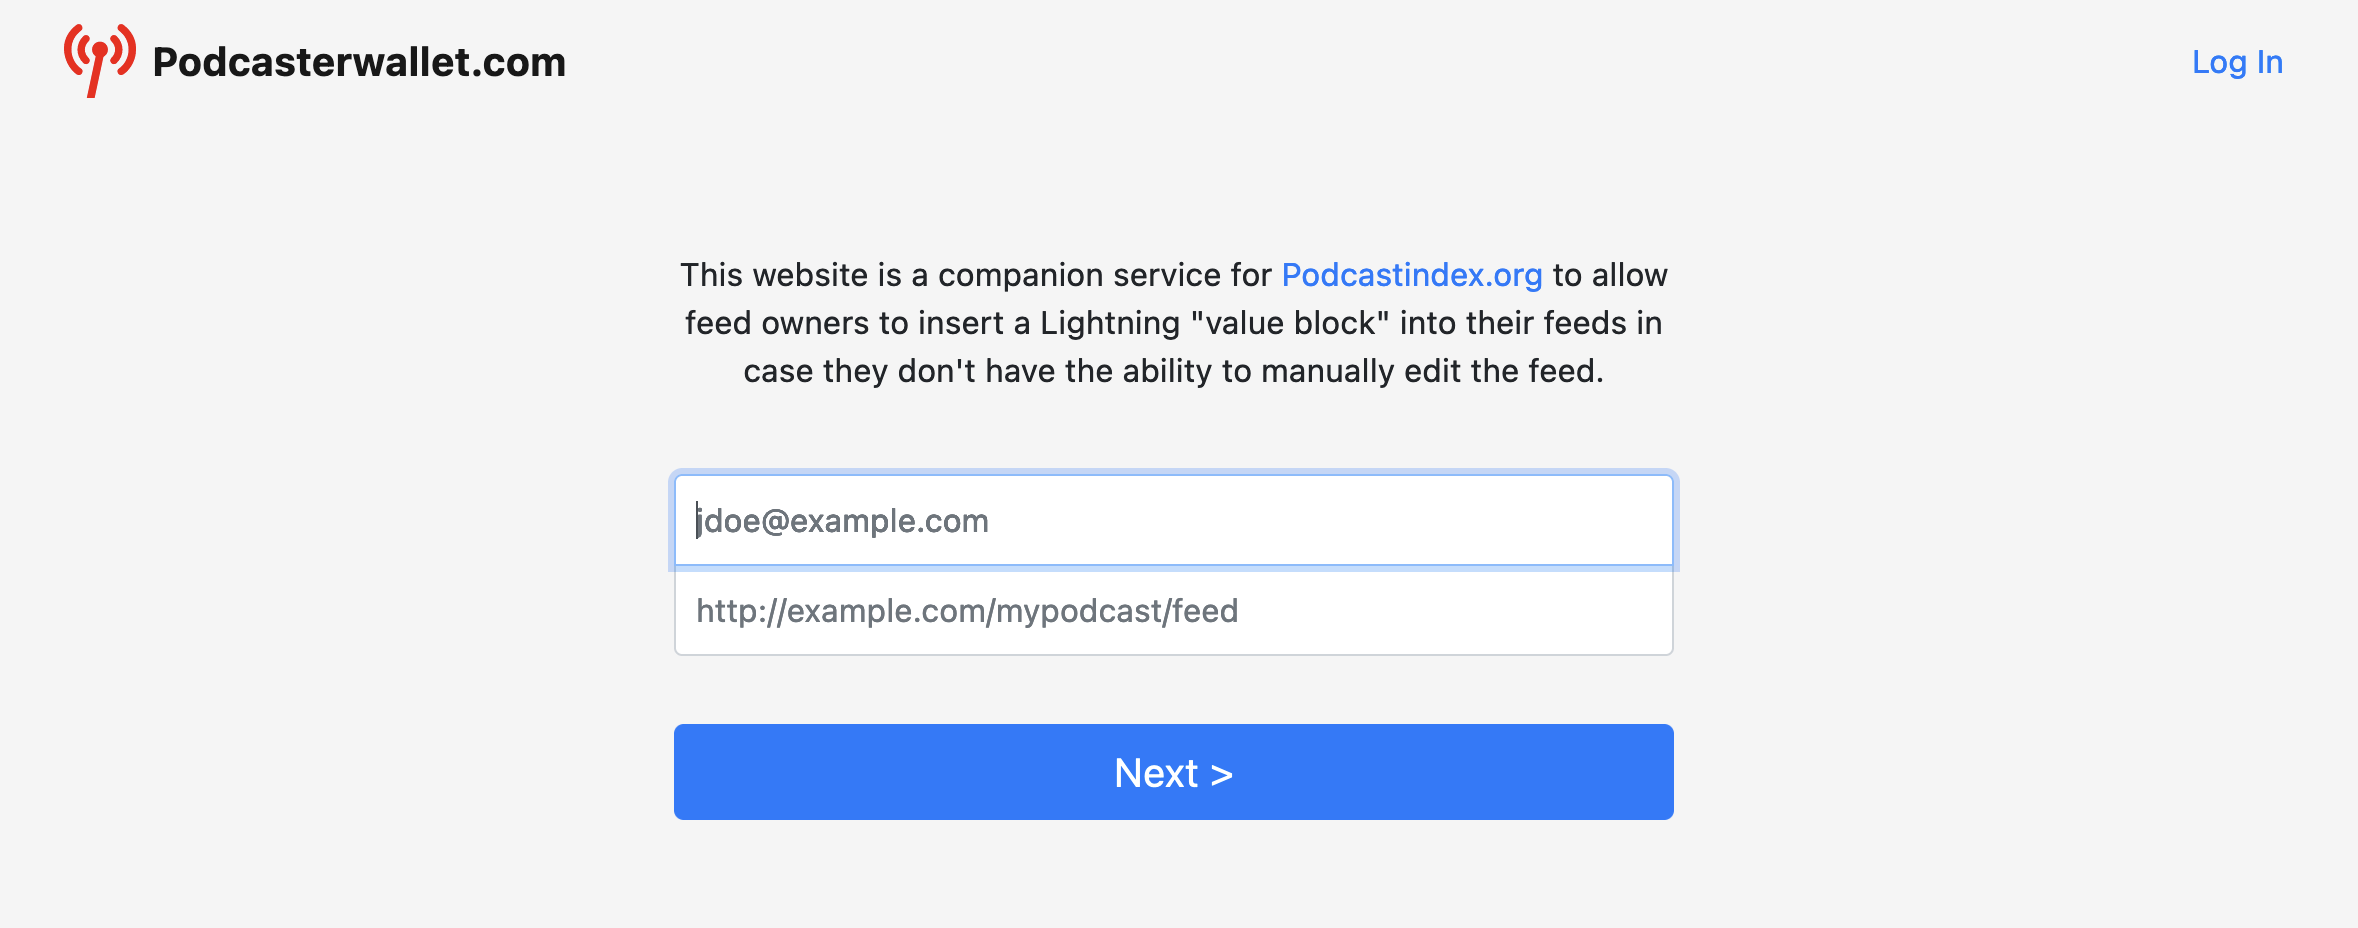 Podcasterwallet.com
Log In
This website is a companion service for Podcastindex.org to allow
feed owners to insert a Lightning "value block" into their feeds in
case they don't have the ability to manually edit the feed.
jdoe@example.com
http://example.com/mypodcast/feed
Next >